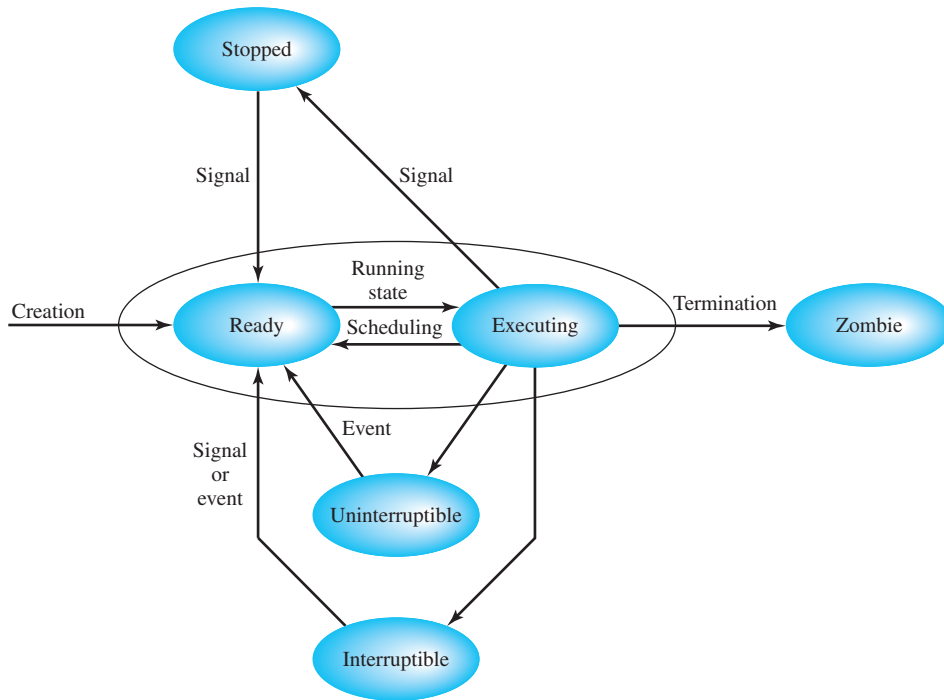 Stopped
Signal
Signal
Running
state
Creation
Ready
Scheduling
Executing
Termination
Zombie
Event
Signal
or
event
Uninterruptible
Interruptible